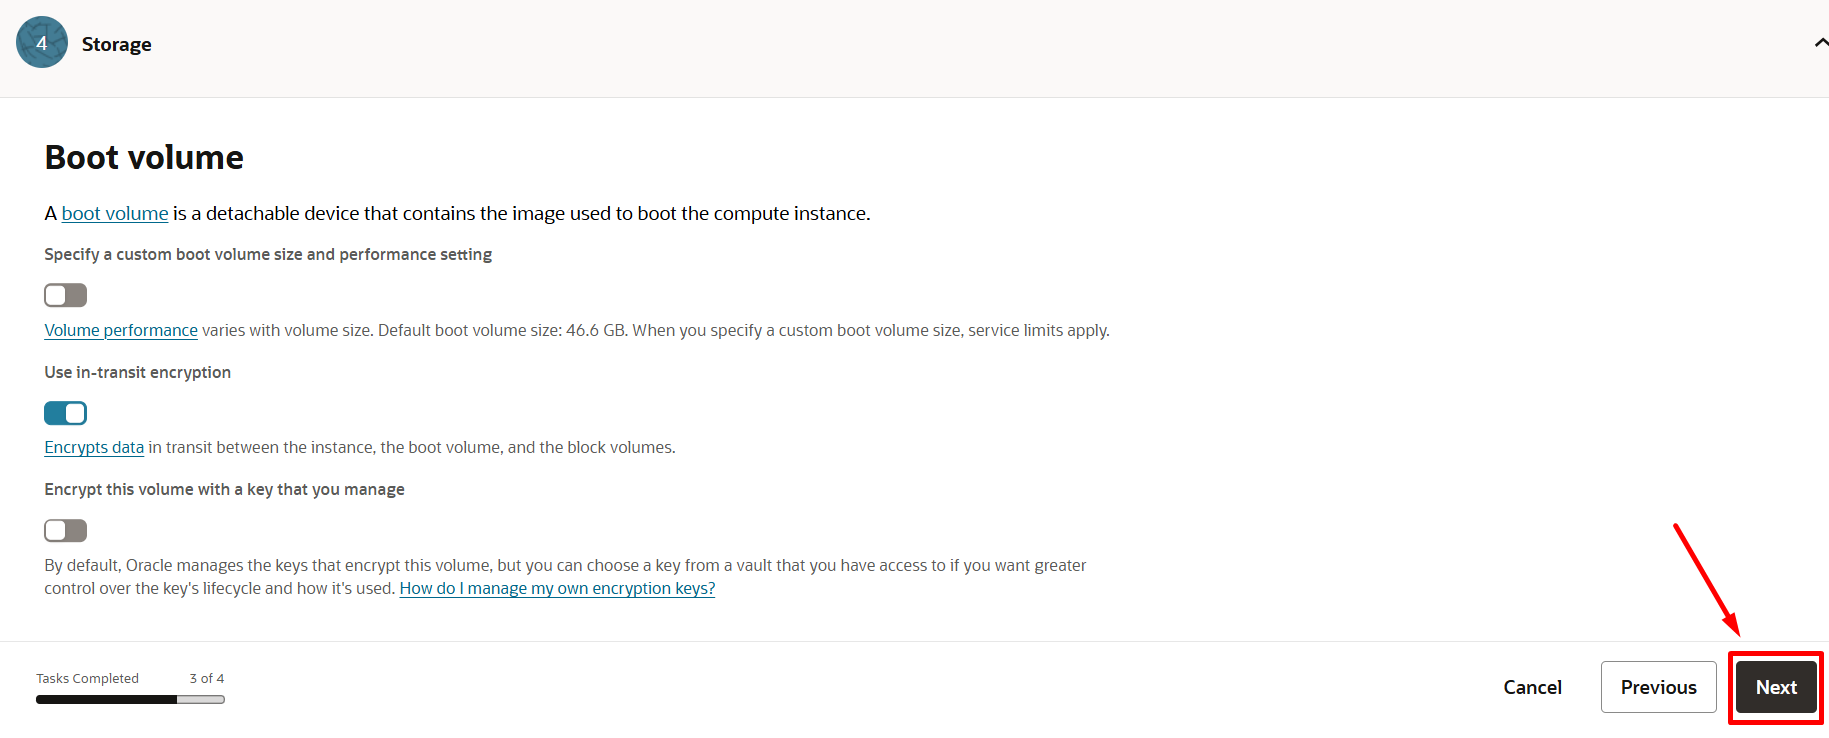 4
Storage
Boot volume
A boot volume is a detachable device that contains the image used to boot the compute instance.
Specify a custom boot volume size and performance setting
Volume performance varies with volume size. Default boot volume size: 46.6 GB. When you specify a custom boot volume size, service limits apply.
Use in-transit encryption
Encrypts data in transit between the instance, the boot volume, and the block volumes.
Encrypt this volume with a key that you manage
By default, Oracle manages the keys that encrypt this volume, but you can choose a key from a vault that you have access to if you want greater
control over the key's lifecycle and how it's used. How do I manage my own encryption keys?
Tasks Completed 3 of 4
Cancel
Previous
Next